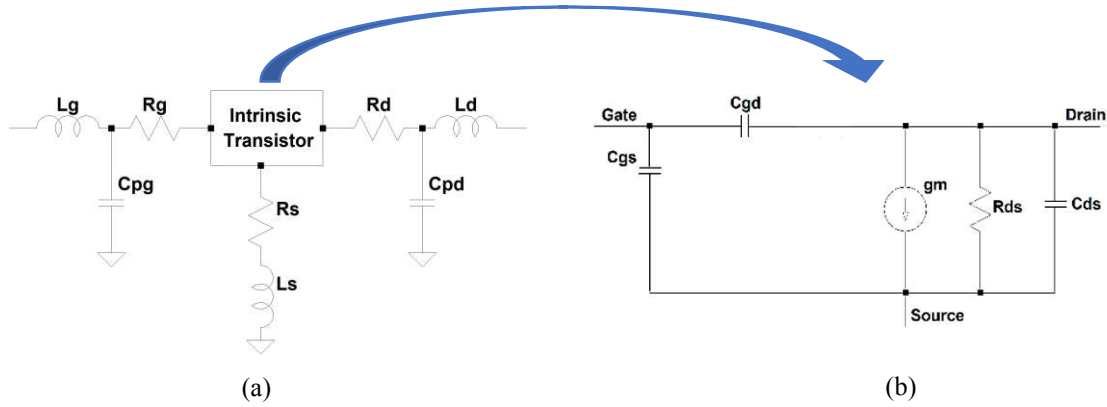 Lg
Rg
Intrinsic
Transistor
Rd
Ld
Cpg
Cpd
Rs
Ls
(a)
Gate
Cgd
Drain
Cgs
gm
Rds
Cds
Source
(b)